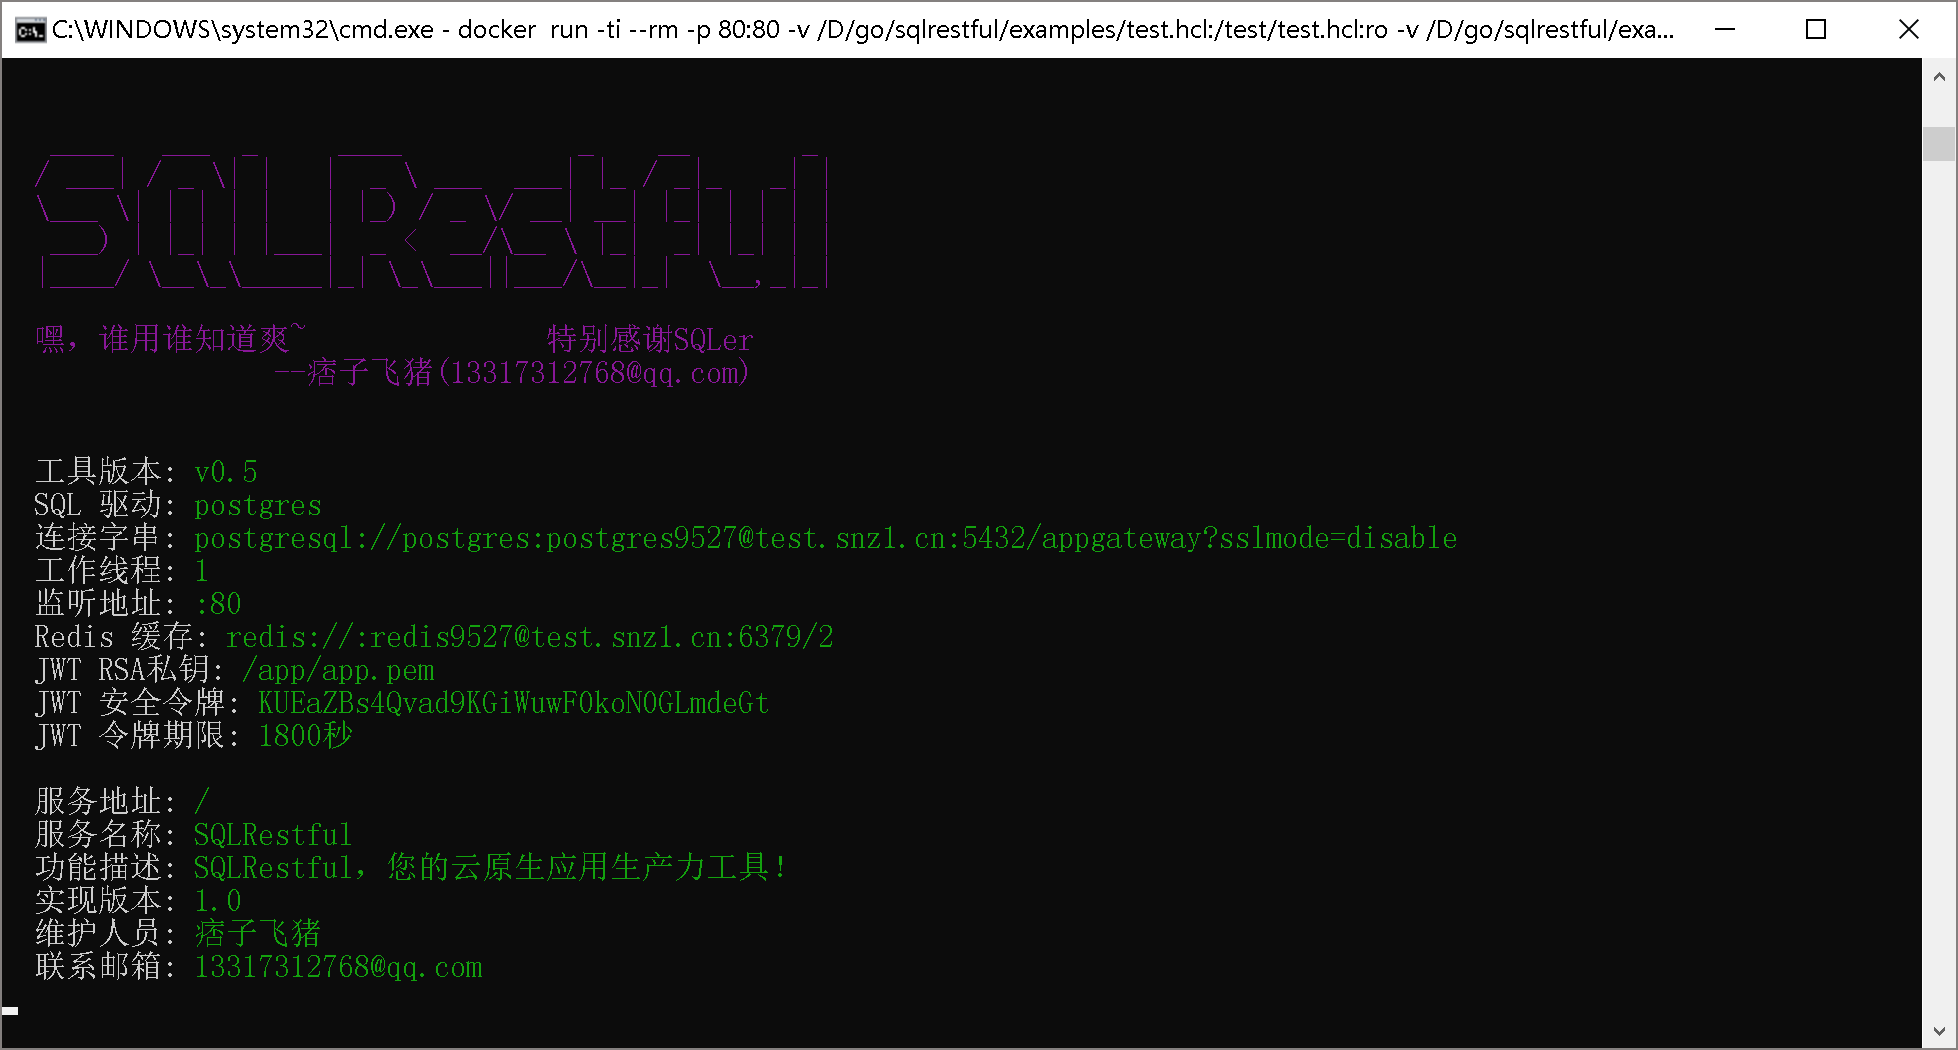 C:\WINDOWS\system32\cmd.exe - docker  run -ti --rm -p 80:80 -v /D/go/sqlrestful/examples/test.hcl:/test/test.hcl:ro -v /D/go/sqlrestful/exa...
SQLRestful
嘿，谁用谁知道爽~ 特别感谢SQLer
--痞子飞猪(13317312768@qq.com)
工具版本: v0.5
SQL 驱动: postgres
连接字串: postgresql://postgres:postgres9527@test.snz1.cn:5432/appgateway?sslmode=disable
工作线程: 1
监听地址: :80
Redis 缓存: redis://:redis9527@test.snz1.cn:6379/2
JWT RSA私钥: /app/app.pem
JWT 安全令牌: KUEaZBs4Qvad9KGiWuwF0koN0GLmdeGt
JWT 令牌期限: 1800秒
服务地址: /
服务名称: SQLRestful
功能描述: SQLRestful，您的云原生应用生产力工具！
实现版本: 1.0
维护人员: 痞子飞猪
联系邮箱: 13317312768@qq.com